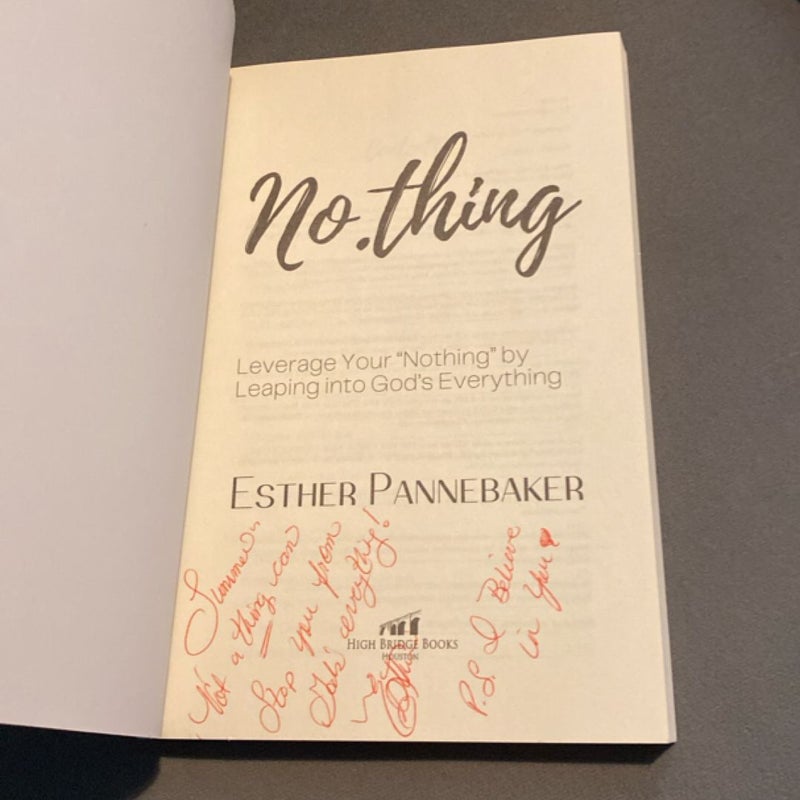 No.thing
Leverage Your "Nothing" by
Leaping into God's Everything
ESTHER PANNEBAKER
Summer
Not a thing can
stop you from
God's everything!
P.S. I Believe
in you
HIGH BRIDGE BOOKS
HOUSTON